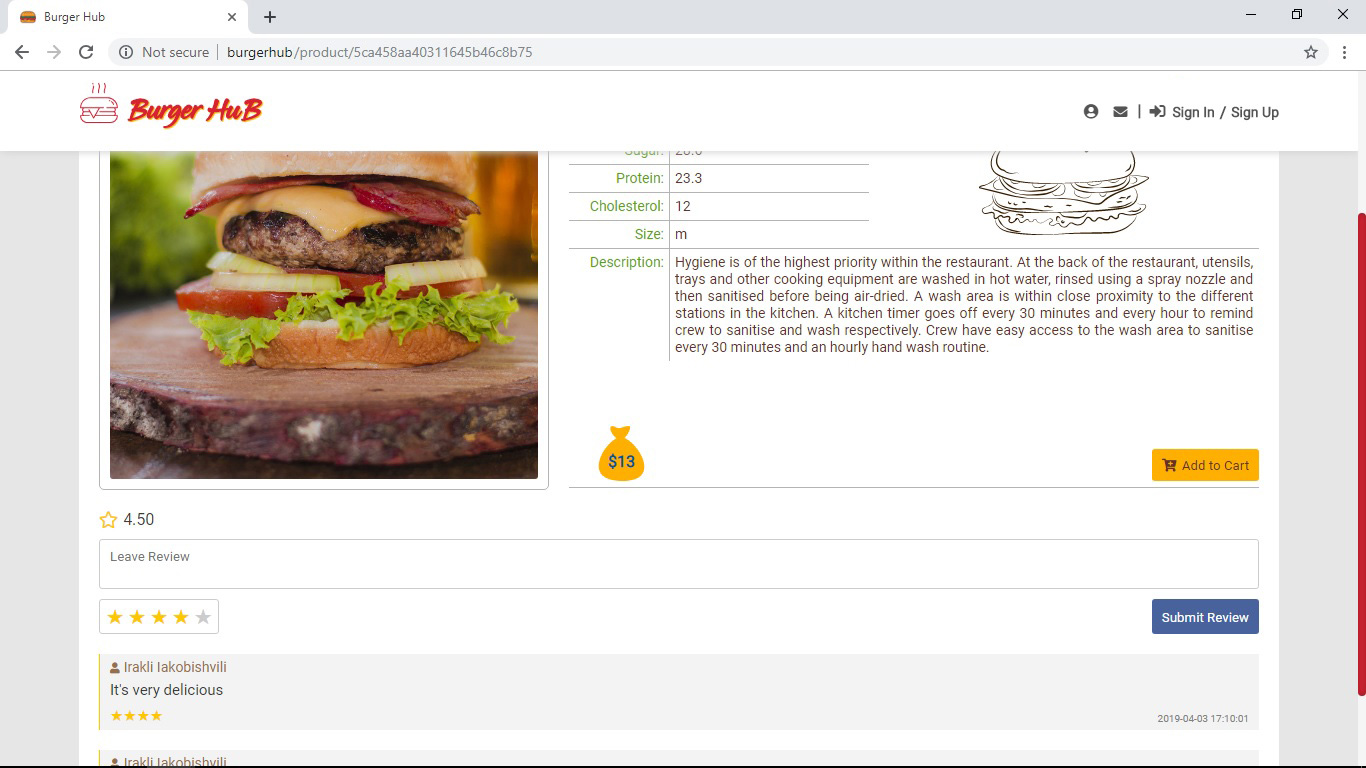 Burger Hub
Not secure
burgerhub/product/5ca458aa40311645b46c8b75
Burger HuB
| Sign In / Sign Up
Sugar:
Protein: 23.3
Cholesterol: 12
Size: m
Description: Hygiene is of the highest priority within the restaurant. At the back of the restaurant, utensils,
trays and other cooking equipment are washed in hot water, rinsed using a spray nozzle and
then sanitised before being air-dried. A wash area is within close proximity to the different
stations in the kitchen. A kitchen timer goes off every 30 minutes and every hour to remind
crew to sanitise and wash respectively. Crew have easy access to the wash area to sanitise
every 30 minutes and an hourly hand wash routine.
$13
Add to Cart
4.50
Leave Review
Submit Review
Irakli Iakobishvili
It's very delicious
2019-04-03 17:10:01
Irakli Iakobishvili